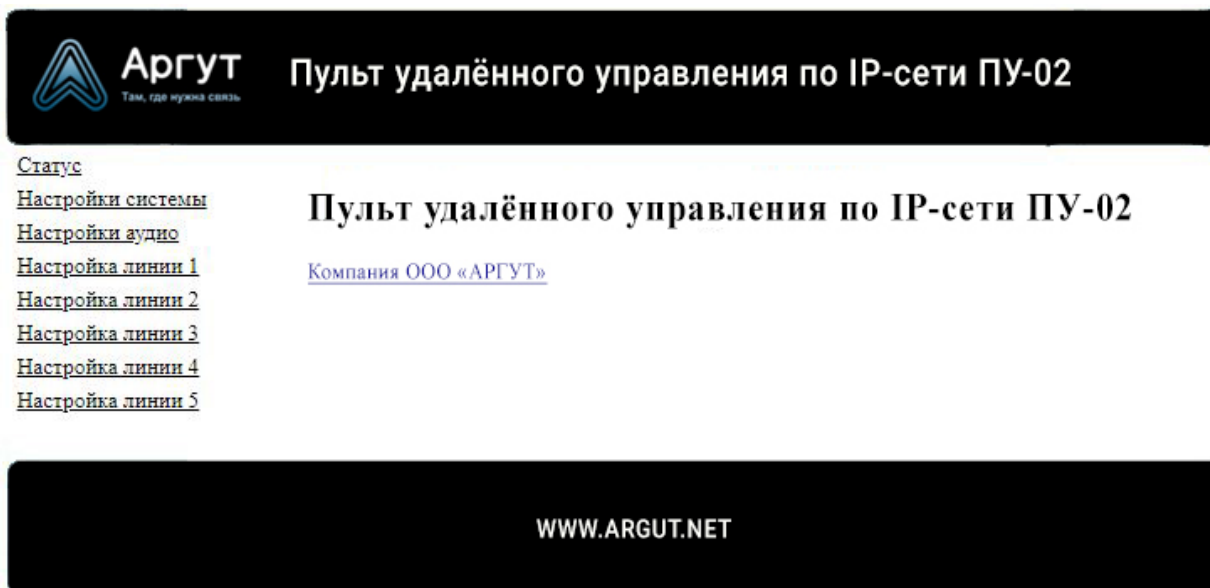 Аргут
Там, где нужна связь
Пульт удалённого управления по IP-сети ПУ-02
Статус
Настройки системы
Настройки аудио
Настройка линии 1
Настройка линии 2
Настройка линии 3
Настройка линии 4
Настройка линии 5
Пульт удалённого управления по IP-сети ПУ-02
Компания ООО «АРГУТ»
WWW.ARGUT.NET